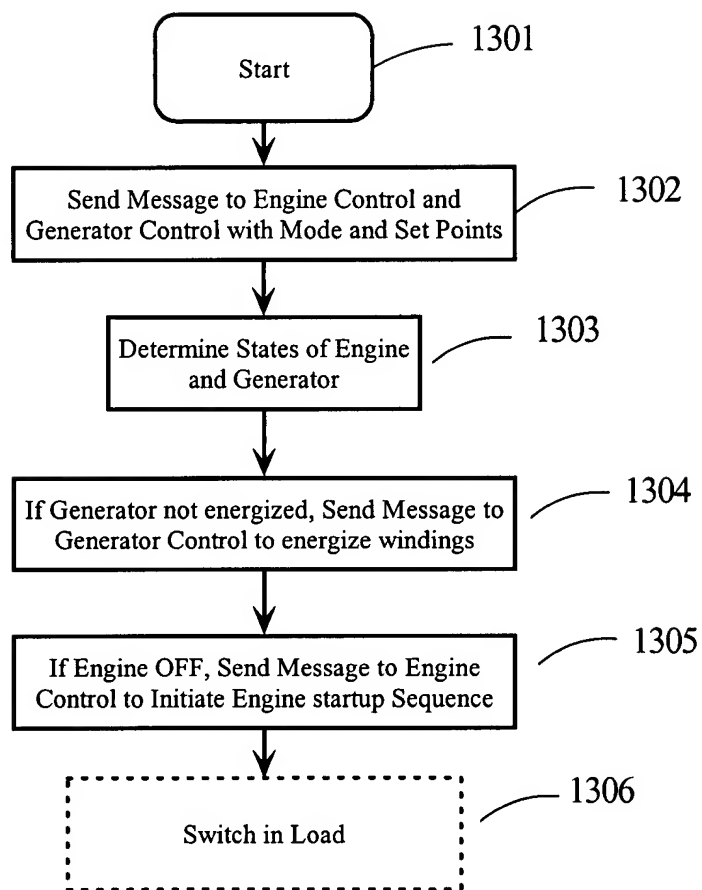 Start
1301
Send Message to Engine Control and
Generator Control with Mode and Set Points
1302
Determine States of Engine
and Generator
1303
If Generator not energized, Send Message to
Generator Control to energize windings
1304
If Engine OFF, Send Message to Engine
Control to Initiate Engine startup Sequence
1305
Switch in Load
1306